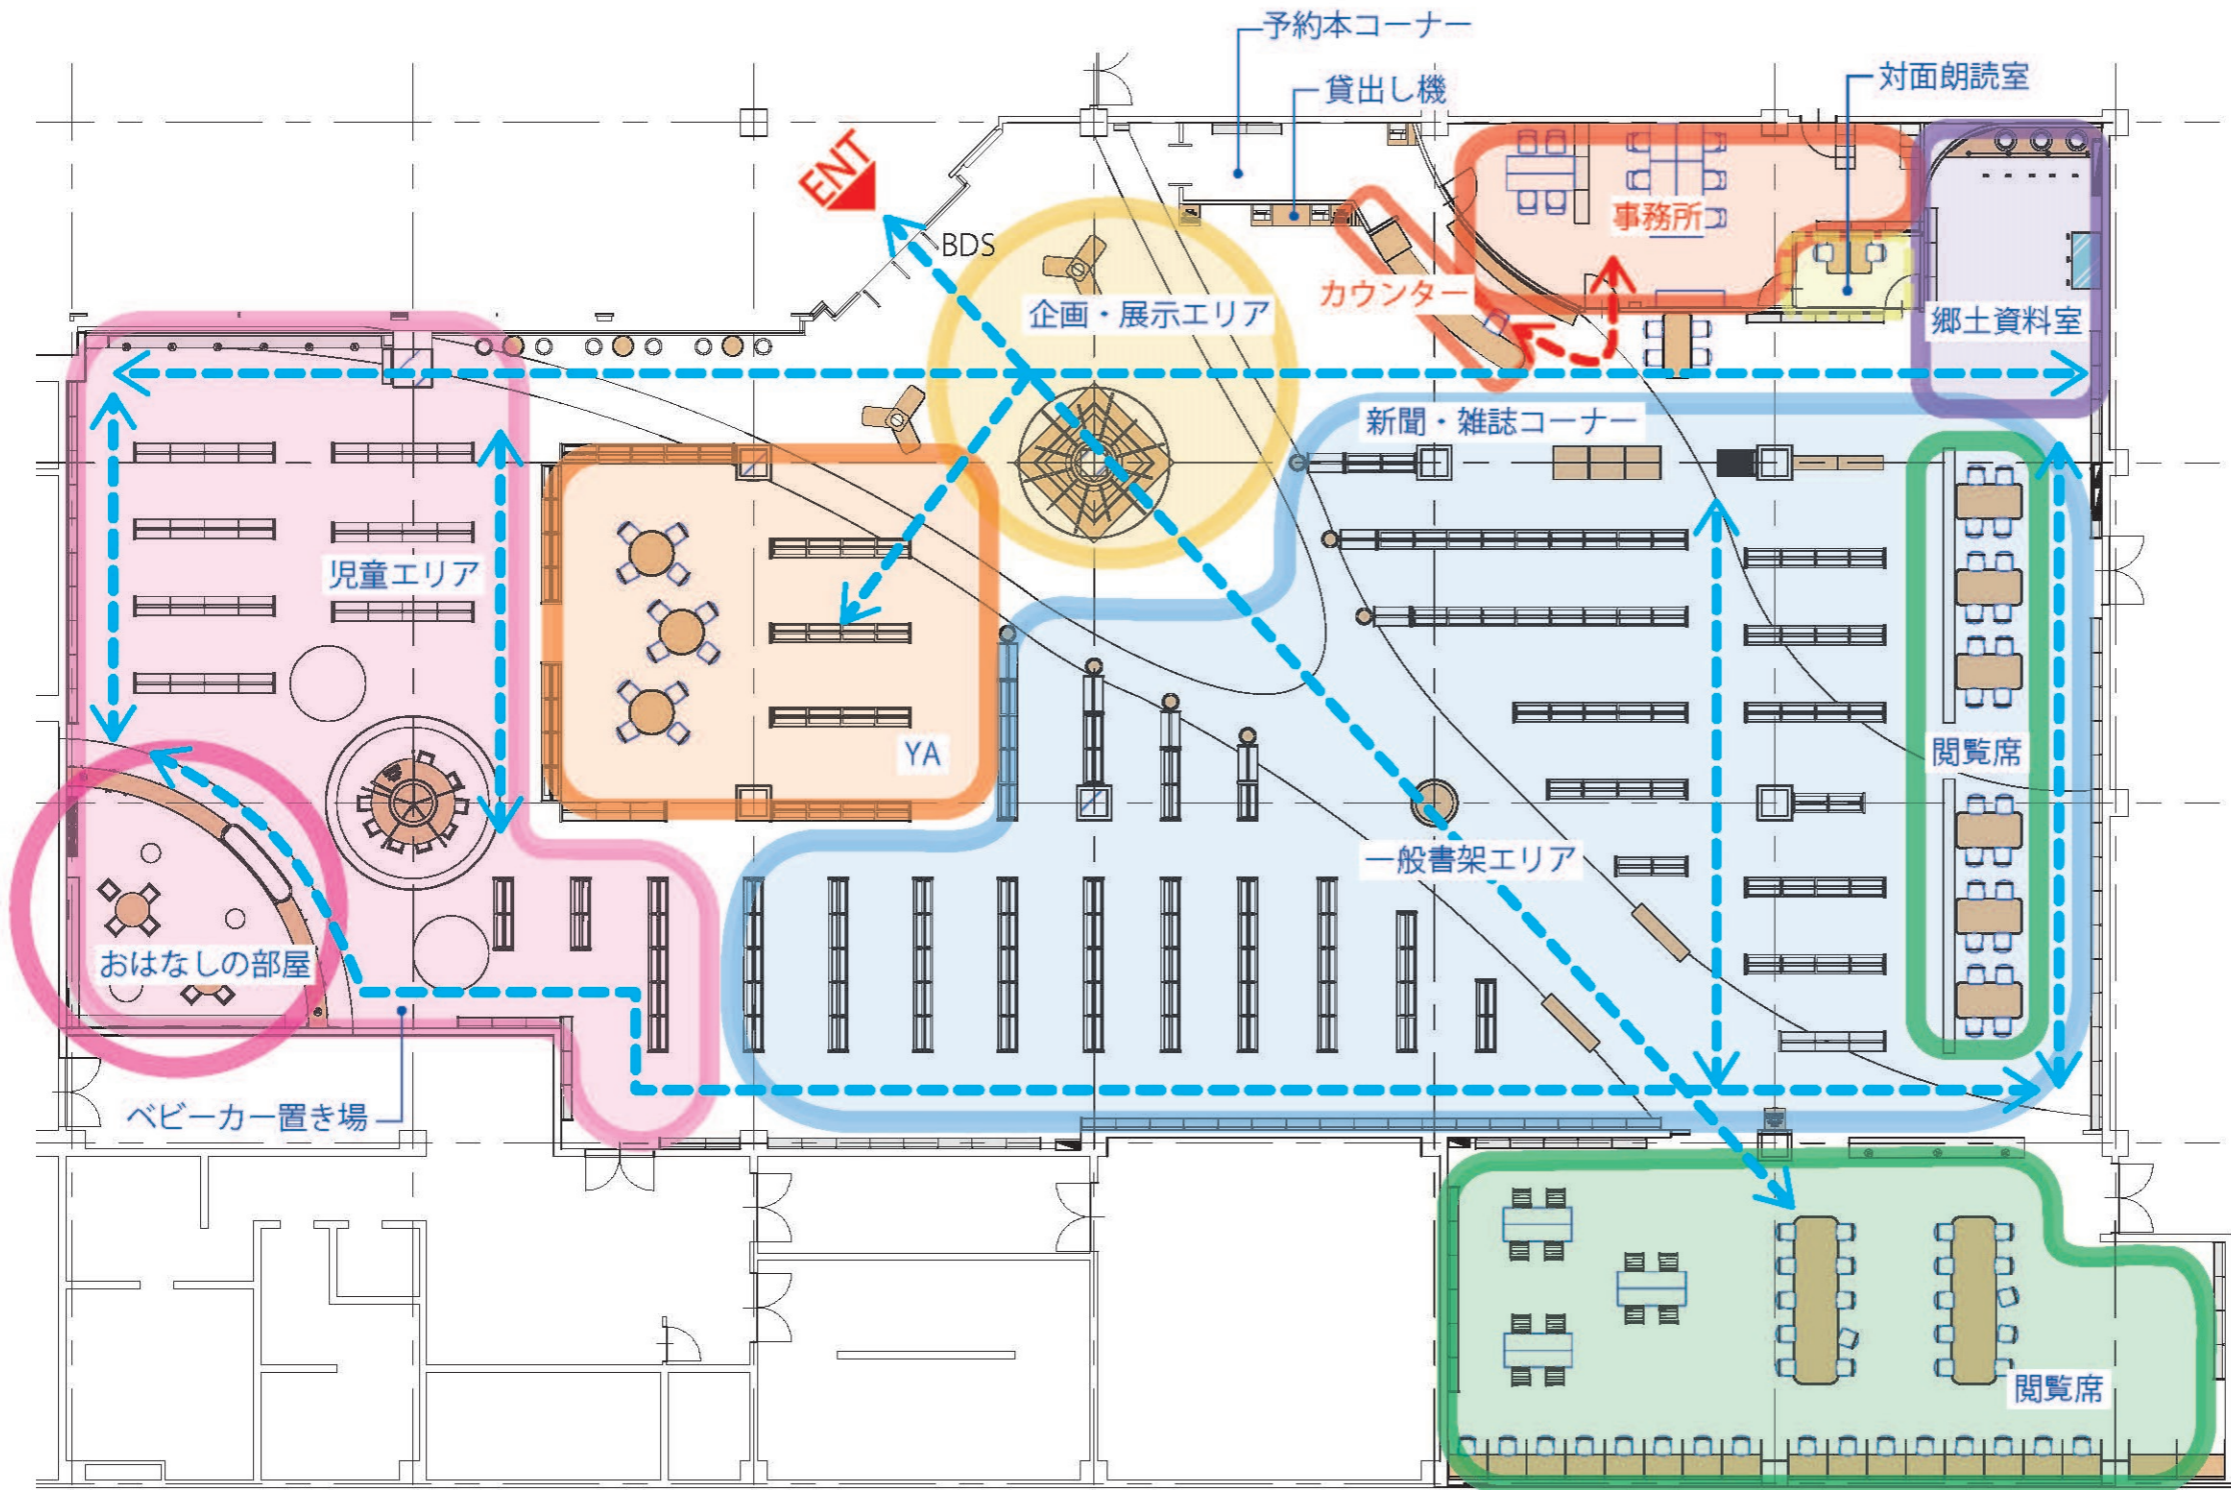 予約本コーナー
貸出し機
対面朗読室
ENT
BDS
事務所
カウンター
企画・展示エリア
郷土資料室
新聞・雑誌コーナー
児童エリア
YA
閲覧席
一般書架エリア
おはなしの部屋
ベビーカー置き場
閲覧席